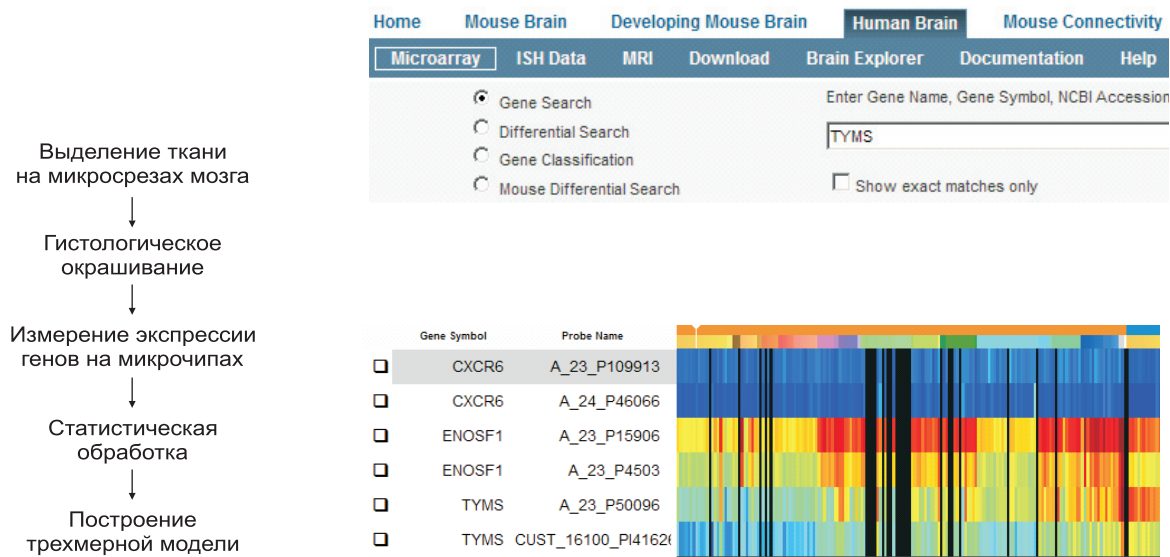 Home Mouse Brain Developing Mouse Brain Human Brain Mouse Connectivity
Microarray ISH Data MRI Download Brain Explorer Documentation Help
Gene Search
Differential Search
Gene Classification
Mouse Differential Search
Enter Gene Name, Gene Symbol, NCBI Accession
TYMS
Show exact matches only
Выделение ткани
на микросрезах мозга
Гистологическое
окрашивание
Измерение экспрессии
генов на микрочипах
Статистическая
обработка
Построение
трехмерной модели
Gene Symbol Probe Name
CXCR6 A_23_P109913
CXCR6 A_24_P46066
ENOSF1 A_23_P15906
ENOSF1 A_23_P4503
TYMS A_23_P50096
TYMS CUST_16100_PI41626